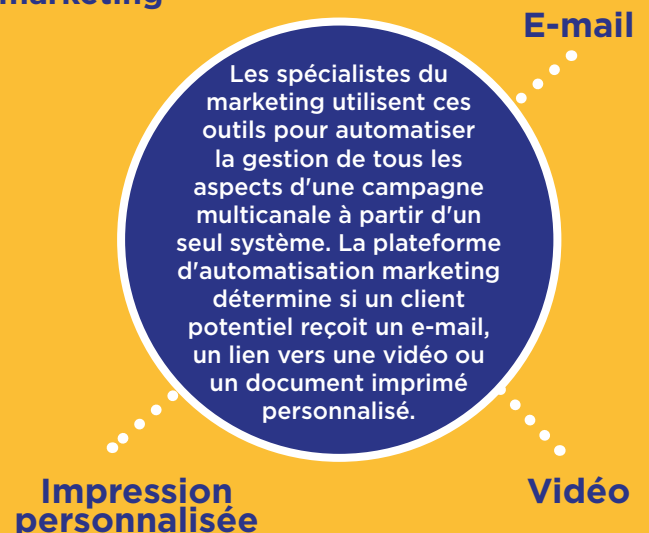 marketing
E-mail
Les spécialistes du
marketing utilisent ces
outils pour automatiser
la gestion de tous les
aspects d'une campagne
multicanale à partir d'un
seul système. La plateforme
d'automatisation marketing
détermine si un client
potentiel reçoit un e-mail,
un lien vers une vidéo ou
un document imprimé
personnalisé.
Impression
personnalisée
Vidéo